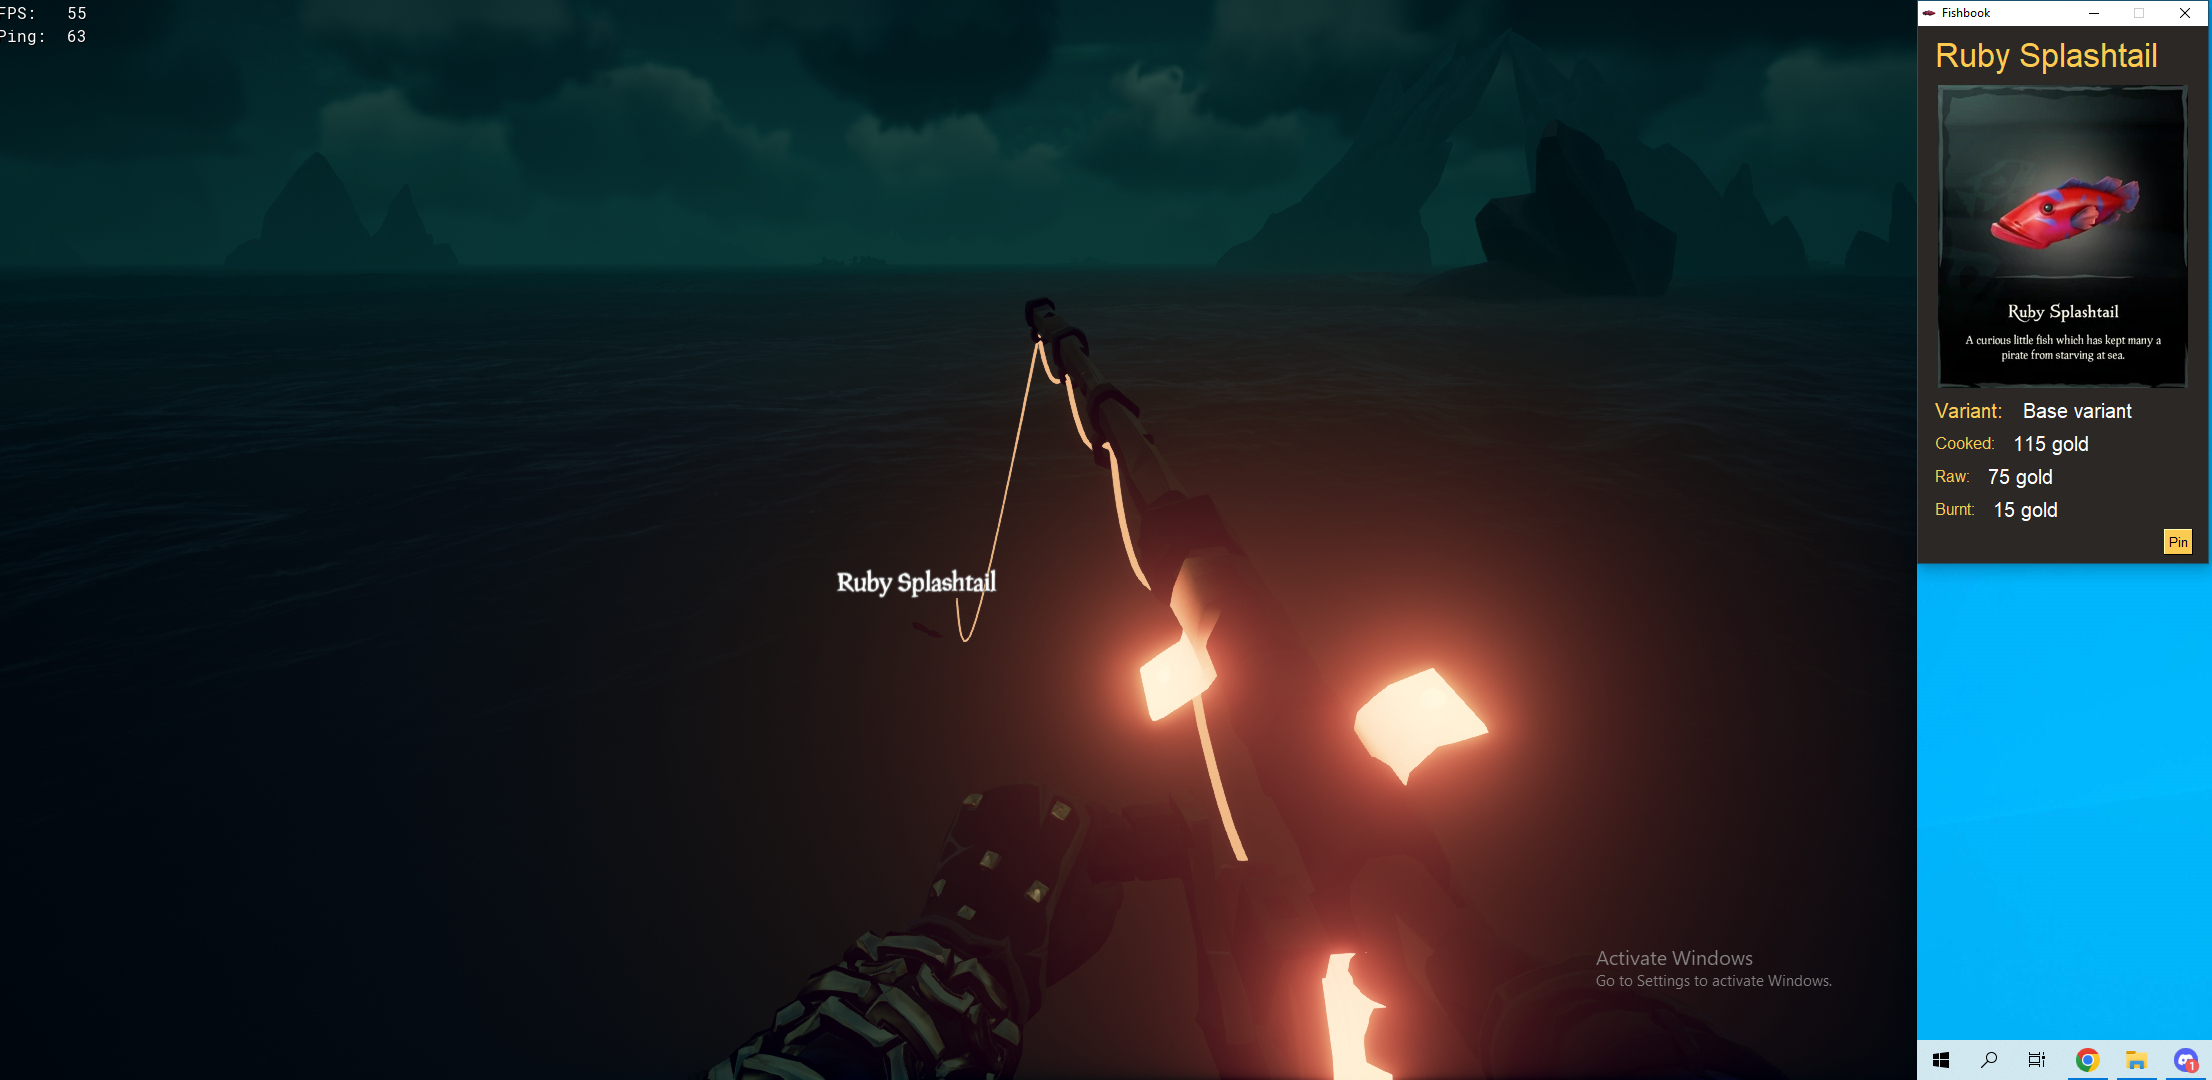 FPS: 55
Ping: 63
Ruby Splashtail
Activate Windows
Go to Settings to activate Windows.
Fishbook
Ruby Splashtail
Ruby Splashtail
A curious little fish which has kept many a
pirate from starving at sea.
Variant: Base variant
Cooked: 115 gold
Raw: 75 gold
Burnt: 15 gold
Pin
1